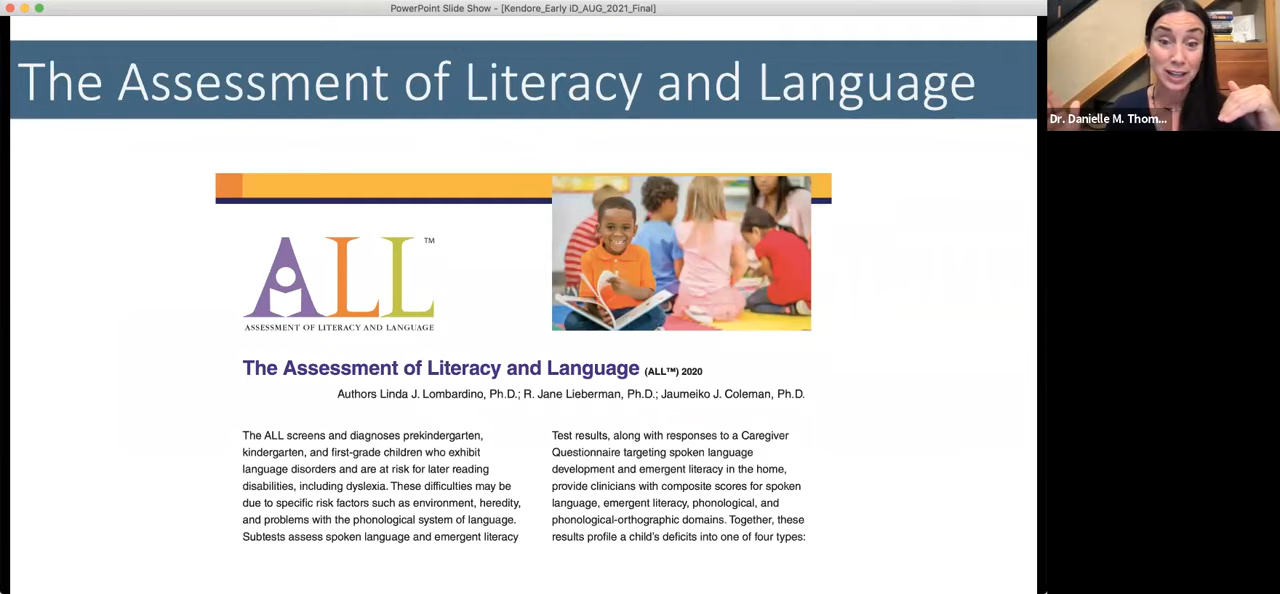 PowerPoint Slide Show - [Kendore_Early iD_AUG_2021_Final]
The Assessment of Literacy and Language
Dr. Danielle M. Thom...
ALL™
ASSESSMENT OF LITERACY AND LANGUAGE
The Assessment of Literacy and Language (ALL™) 2020
Authors Linda J. Lombardino, Ph.D.; R. Jane Lieberman, Ph.D.; Jaumeiko J. Coleman, Ph.D.
The ALL screens and diagnoses prekindergarten,
kindergarten, and first-grade children who exhibit
language disorders and are at risk for later reading
disabilities, including dyslexia. These difficulties may be
due to specific risk factors such as environment, heredity,
and problems with the phonological system of language.
Subtests assess spoken language and emergent literacy
Test results, along with responses to a Caregiver
Questionnaire targeting spoken language
development and emergent literacy in the home,
provide clinicians with composite scores for spoken
language, emergent literacy, phonological, and
phonological-orthographic domains. Together, these
results profile a child's deficits into one of four types: